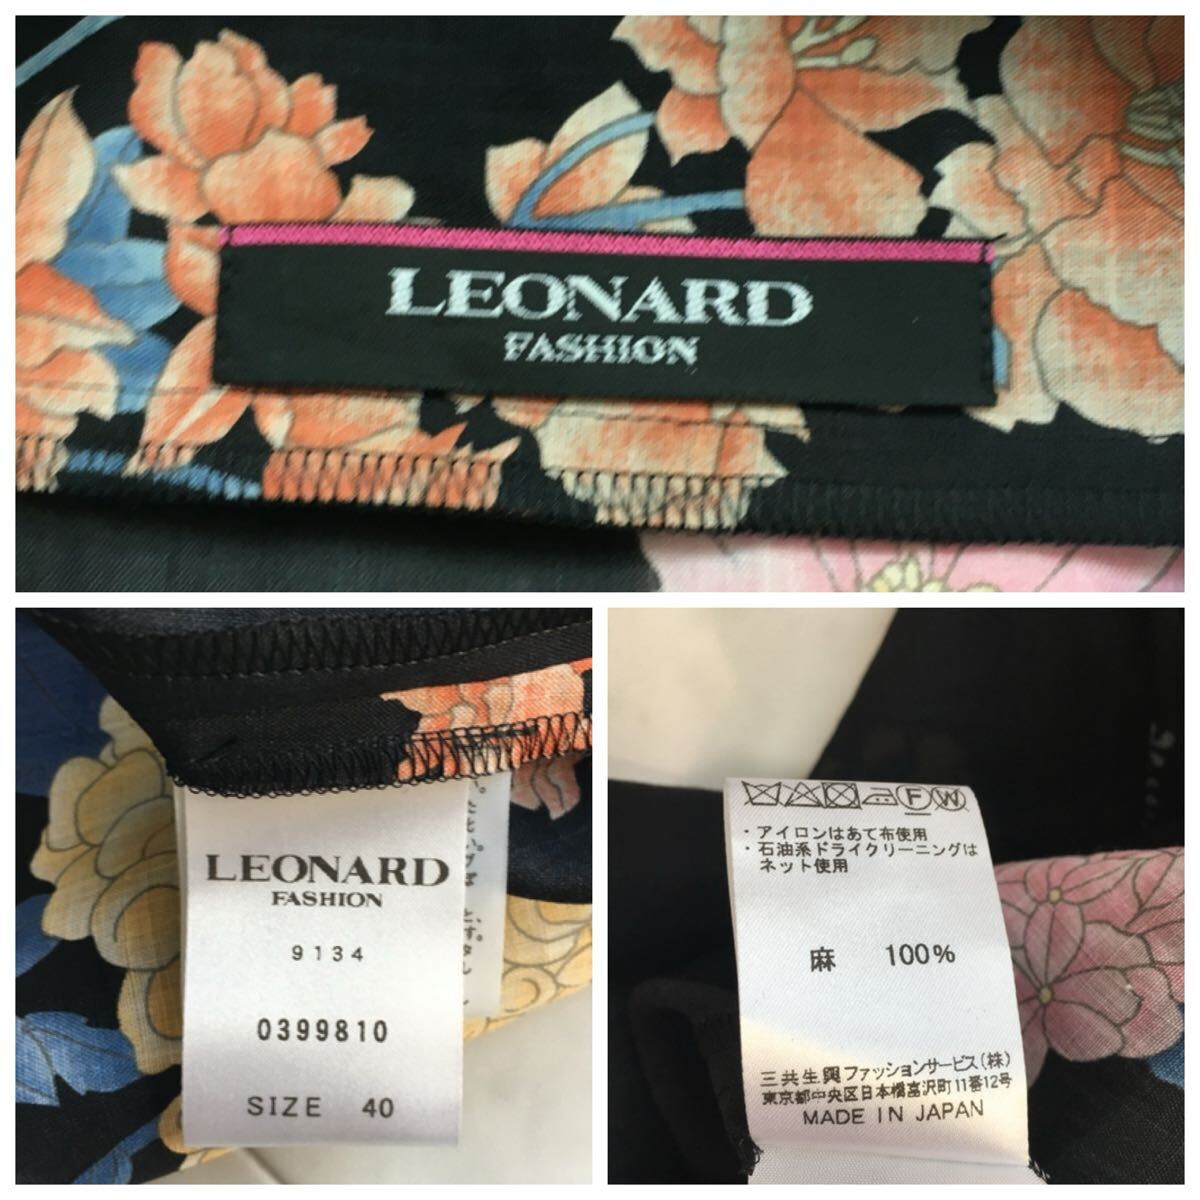 LEONARD
FASHION
LEONARD
FASHION
9134
0399810
SIZE 40
F W
・アイロンはあて布使用
・石油系ドライクリーニングは
ネット使用
麻 100%
三共生興ファッションサービス(株)
東京都中央区日本橋富沢町11番12号
MADE IN JAPAN